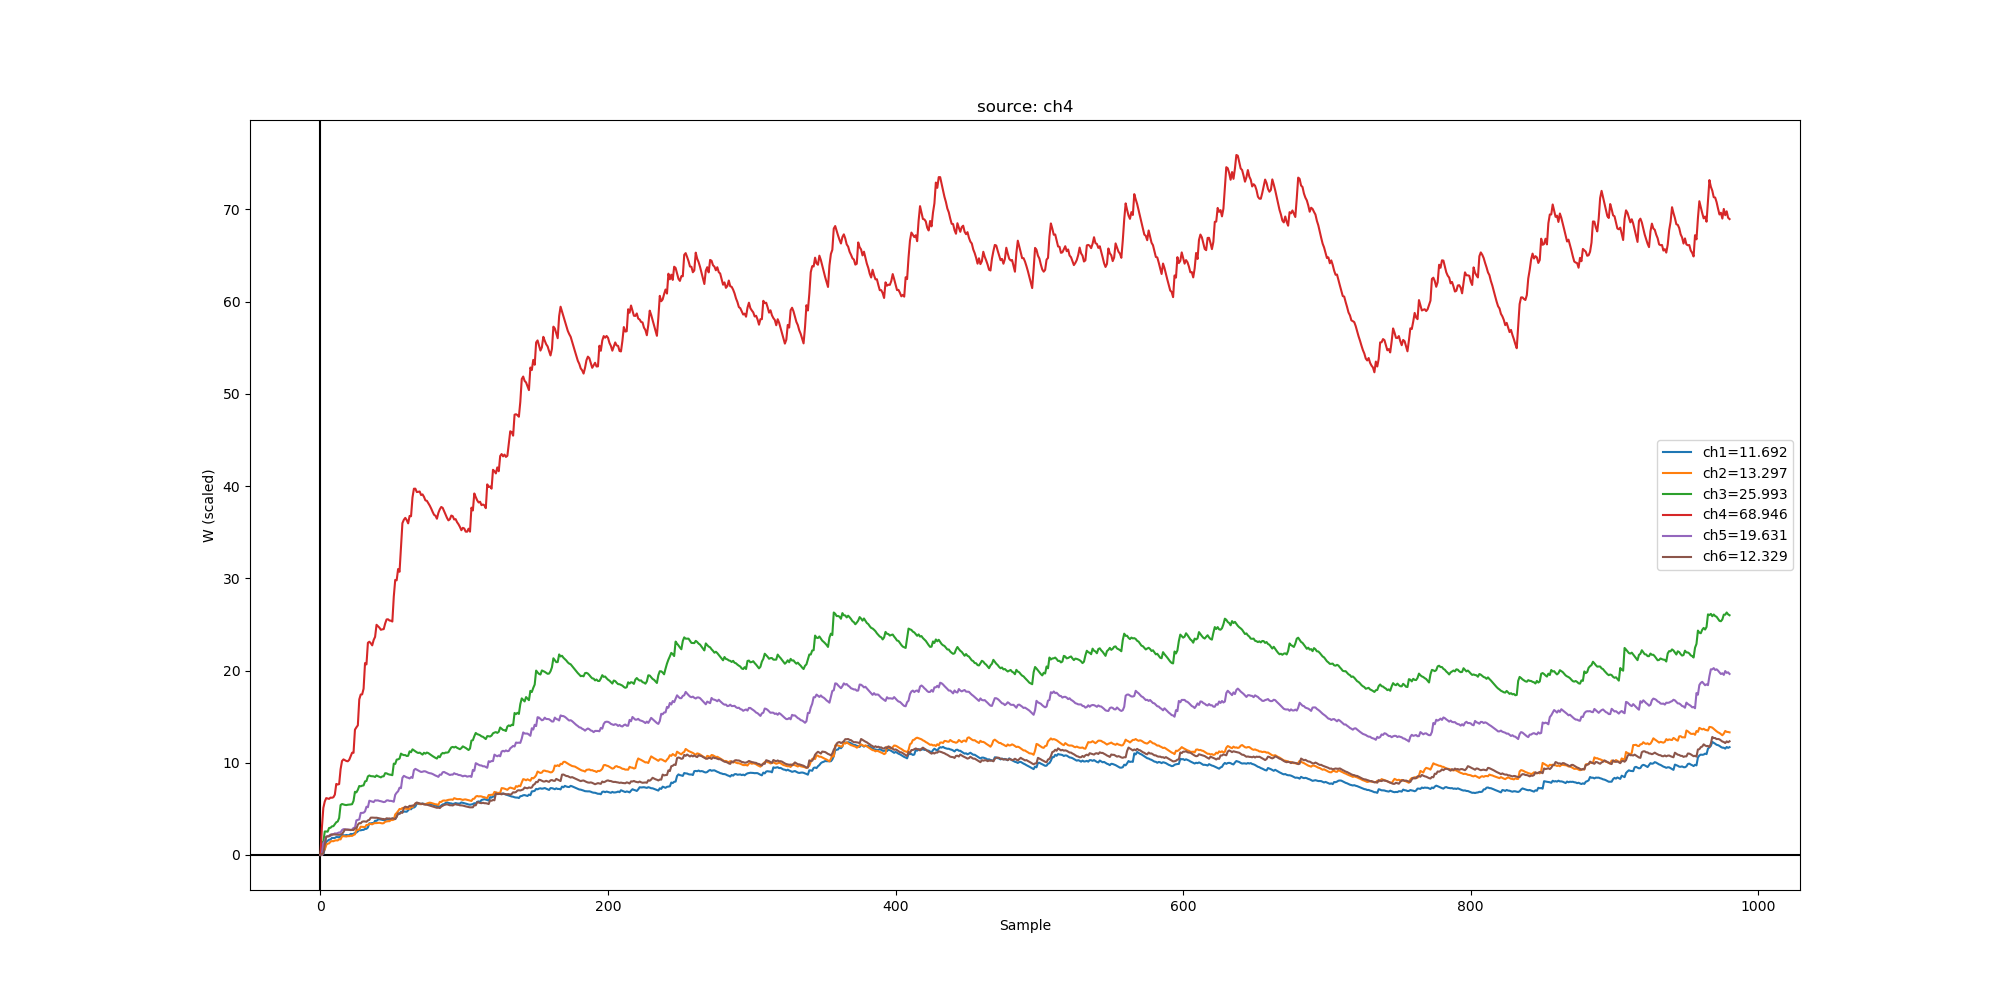 source: ch4
70
60
50
40
30
20
10
0
W (scaled)
ch1=11.692
ch2=13.297
ch3=25.993
ch4=68.946
ch5=19.631
ch6=12.329
0 200 400 600 800 1000
Sample